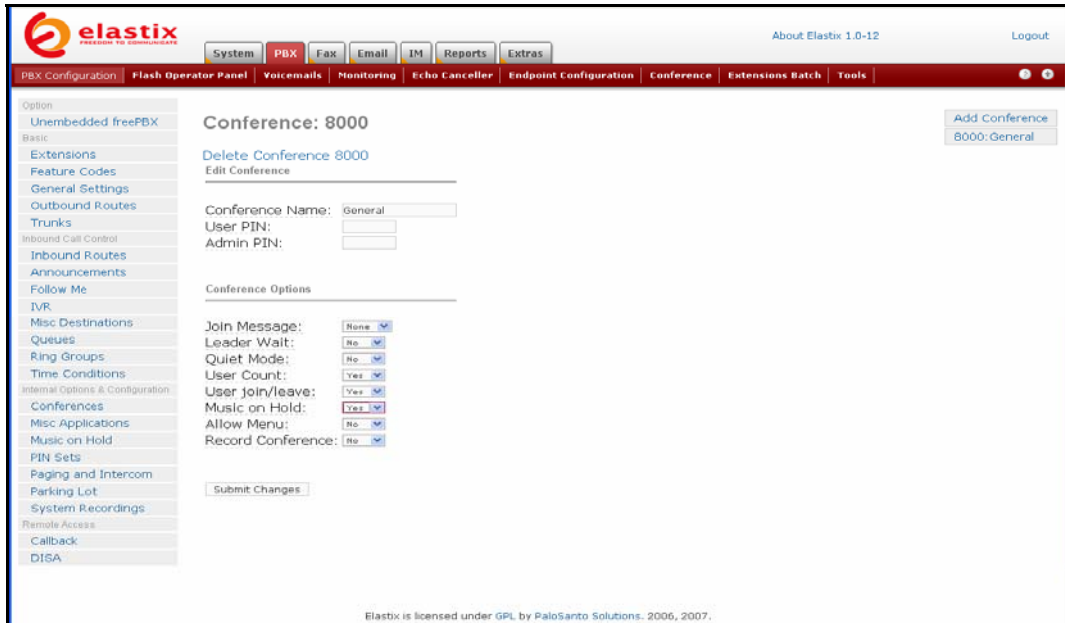 elastix
FREEDOM TO COMMUNICATE
About Elastix 1.0-12
Logout
System PBX Fax Email IM Reports Extras
PBX Configuration Flash Operator Panel Voicemails Monitoring Echo Canceller Endpoint Configuration Conference Extensions Batch Tools
Option
Unembedded freePBX
Basic
Extensions
Feature Codes
General Settings
Outbound Routes
Trunks
Inbound Call Control
Inbound Routes
Announcements
Follow Me
IVR
Misc Destinations
Queues
Ring Groups
Time Conditions
Internal Options & Configuration
Conferences
Misc Applications
Music on Hold
PIN Sets
Paging and Intercom
Parking Lot
System Recordings
Remote Access
Callback
DISA
Conference: 8000
Delete Conference 8000
Edit Conference
Conference Name: General
User PIN:
Admin PIN:
Conference Options
Join Message: None
Leader Wait: No
Quiet Mode: No
User Count: Yes
User join/leave: Yes
Music on Hold: Yes
Allow Menu: No
Record Conference: No
Submit Changes
Add Conference
8000:General
Elastix is licensed under GPL by PaloSanto Solutions. 2006, 2007.